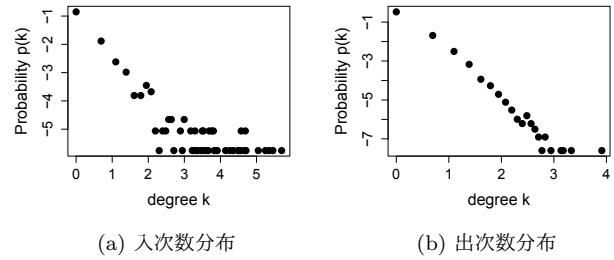 Probability p(k)
−1
−2
−3
−4
−5
0 1 2 3 4 5
degree k
(a) 入次数分布
Probability p(k)
−1
−3
−5
−7
0 1 2 3 4
degree k
(b) 出次数分布